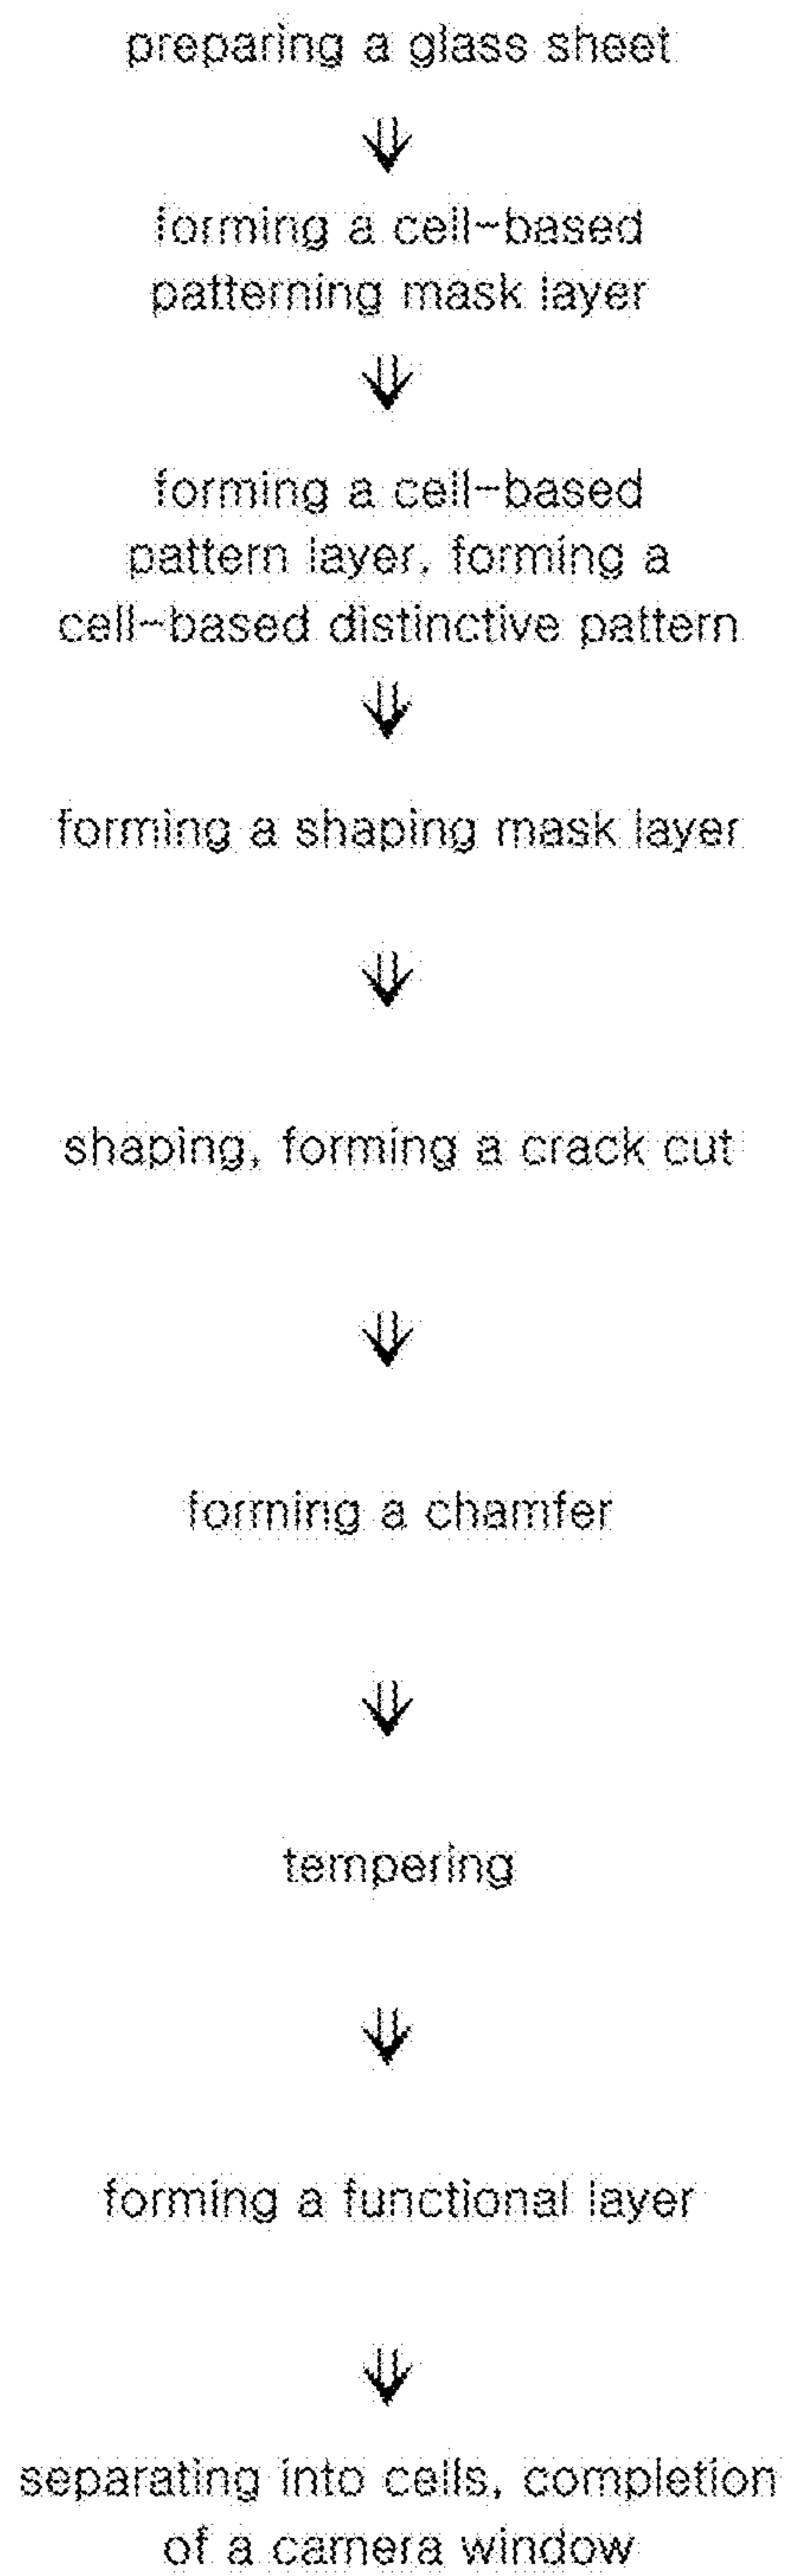 preparing a glass sheet
⇓
forming a cell-based
patterning mask layer
⇓
forming a cell-based
pattern layer, forming a
cell-based distinctive pattern
⇓
forming a shaping mask layer
⇓
shaping, forming a crack cut
⇓
forming a chamfer
⇓
tempering
⇓
forming a functional layer
⇓
separating into cells, completion
of a camera window